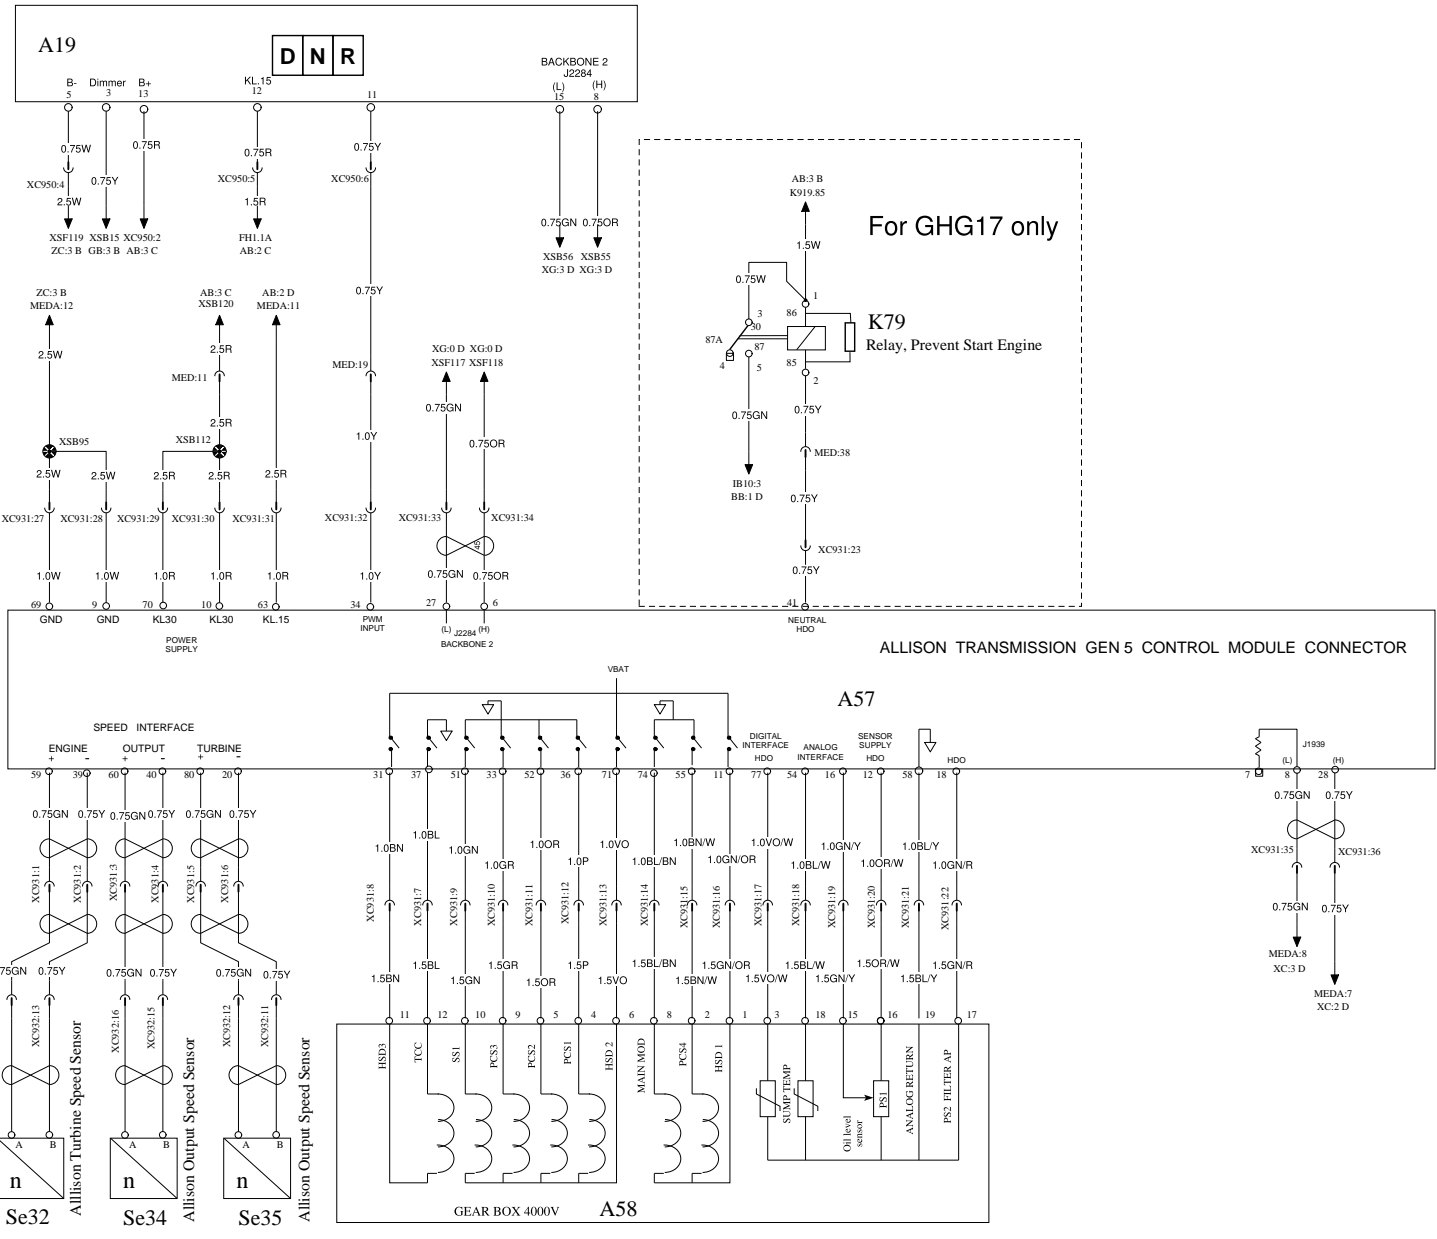 A19
D N R
BACKBONE 2
J2284
B- Dimmer B+ KL.15 (L) (H)
5 3 13 12 11 15 8
0.75W 0.75R 0.75R 0.75Y
XC950:4 0.75Y XC950:5 XC950:6
2.5W 1.5R 0.75GN 0.75OR
XSF119 XSB15 XC950:2 FH1.1A XSB56 XSB55
ZC:3 B GB:3 B AB:3 C AB:2 C XG:3 D XG:3 D
AB:3 B
K919.85
For GHG17 only
1.5W
0.75W
1
3 86
30
87A 87
4 5 85
2
K79
Relay, Prevent Start Engine
0.75GN 0.75Y
MED:38
IB10:3
BB:1 D
0.75Y
XC931:23
0.75Y
41
NEUTRAL
HDO
ZC:3 B AB:3 C AB:2 D 0.75Y
MEDA:12 XSB120 MEDA:11
2.5W 2.5R XG:0 D XG:0 D
MED:11 MED:19 XSF117 XSF118
0.75GN
2.5R 1.0Y 0.75OR
XSB95 XSB112
2.5W 2.5W 2.5R 2.5R 2.5R
XC931:27 XC931:28 XC931:29 XC931:30 XC931:31 XC931:32 XC931:33 XC931:34
45
1.0W 1.0W 1.0R 1.0R 1.0R 1.0Y 0.75GN 0.75OR
69 9 70 10 63 34 27 6
GND GND KL30 KL30 KL.15 PWM
INPUT
(L) J2284 (H)
BACKBONE 2
POWER
SUPPLY
ALLISON TRANSMISSION GEN 5 CONTROL MODULE CONNECTOR
VBAT
A57
SPEED INTERFACE
ENGINE OUTPUT TURBINE
+ - + - + -
DIGITAL
INTERFACE
HDO
ANALOG
INTERFACE
SENSOR
SUPPLY
HDO
HDO
J1939
(L) (H)
59 39 60 40 80 20 31 37 51 33 52 36 71 74 55 11 77 54 16 12 58 18 7 8 28
0.75GN 0.75Y 0.75GN 0.75Y 0.75GN 0.75Y
1.0BN 1.0BL 1.0GN 1.0GR 1.0OR 1.0P 1.0VO 1.0BL/BN 1.0BN/W 1.0GN/OR 1.0VO/W 1.0BL/W 1.0GN/Y 1.0OR/W 1.0BL/Y 1.0GN/R
0.75GN 0.75Y
XC931:35 XC931:36
XC931:1 XC931:2 XC931:3 XC931:4 XC931:5 XC931:6 XC931:8 XC931:7 XC931:9 XC931:10 XC931:11 XC931:12 XC931:13 XC931:14 XC931:15 XC931:16 XC931:17 XC931:18 XC931:19 XC931:20 XC931:21 XC931:22
0.75GN 0.75Y
75GN 0.75Y 0.75GN 0.75Y 0.75GN 0.75Y
1.5BN 1.5BL 1.5GN 1.5GR 1.5OR 1.5P 1.5VO 1.5BL/BN 1.5BN/W 1.5GN/OR 1.5VO/W 1.5BL/W 1.5GN/Y 1.5OR/W 1.5BL/Y 1.5GN/R
MEDA:8
XC:3 D
MEDA:7
XC:2 D
XC932:13 XC932:16 XC932:15 XC932:12 XC932:11
11 12 10 9 5 4 6 8 2 1 3 18 15 16 19 17
HSD3 TCC SS1 PCS3 PCS2 PCS1 HSD 2 MAIN MOD PCS4 HSD 1 SUMP TEMP Oil level
sensor
PS1 ANALOG RETURN PS2 FILTER AP
Alllison Turbine Speed Sensor
Allison Output Speed Sensor
Allison Output Speed Sensor
A B A B A B
n n n
Se32 Se34 Se35
GEAR BOX 4000V A58